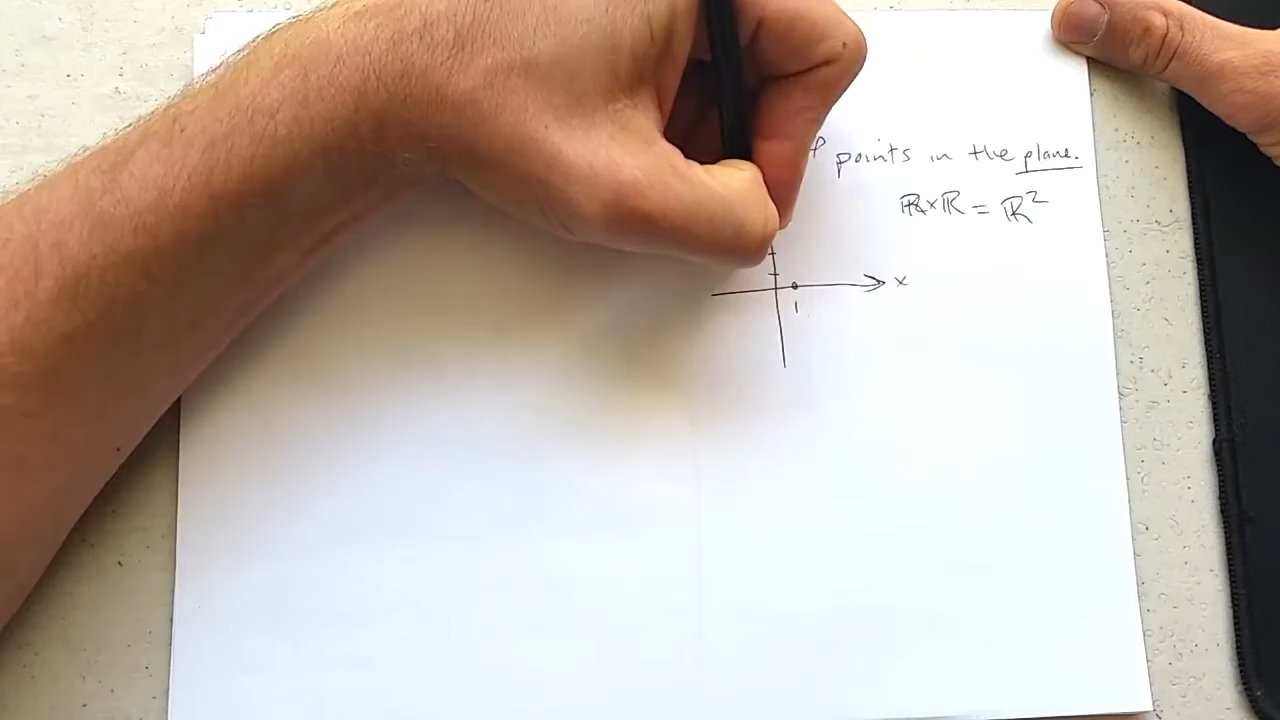 points in the plane.
ℝ×ℝ = ℝ²
x
1